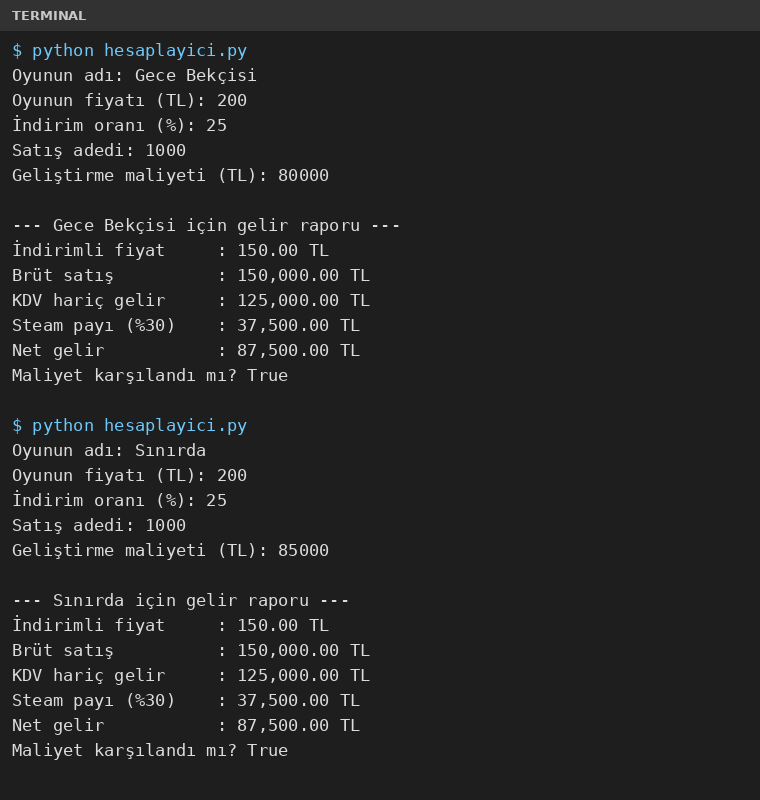 TERMINAL
$ python hesaplayici.py
Oyunun adı: Gece Bekçisi
Oyunun fiyatı (TL): 200
İndirim oranı (%): 25
Satış adedi: 1000
Geliştirme maliyeti (TL): 80000
--- Gece Bekçisi için gelir raporu ---
İndirimli fiyat     : 150.00 TL
Brüt satış          : 150,000.00 TL
KDV hariç gelir     : 125,000.00 TL
Steam payı (%30)    : 37,500.00 TL
Net gelir           : 87,500.00 TL
Maliyet karşılandı mı? True
$ python hesaplayici.py
Oyunun adı: Sınırda
Oyunun fiyatı (TL): 200
İndirim oranı (%): 25
Satış adedi: 1000
Geliştirme maliyeti (TL): 85000
--- Sınırda için gelir raporu ---
İndirimli fiyat     : 150.00 TL
Brüt satış          : 150,000.00 TL
KDV hariç gelir     : 125,000.00 TL
Steam payı (%30)    : 37,500.00 TL
Net gelir           : 87,500.00 TL
Maliyet karşılandı mı? True